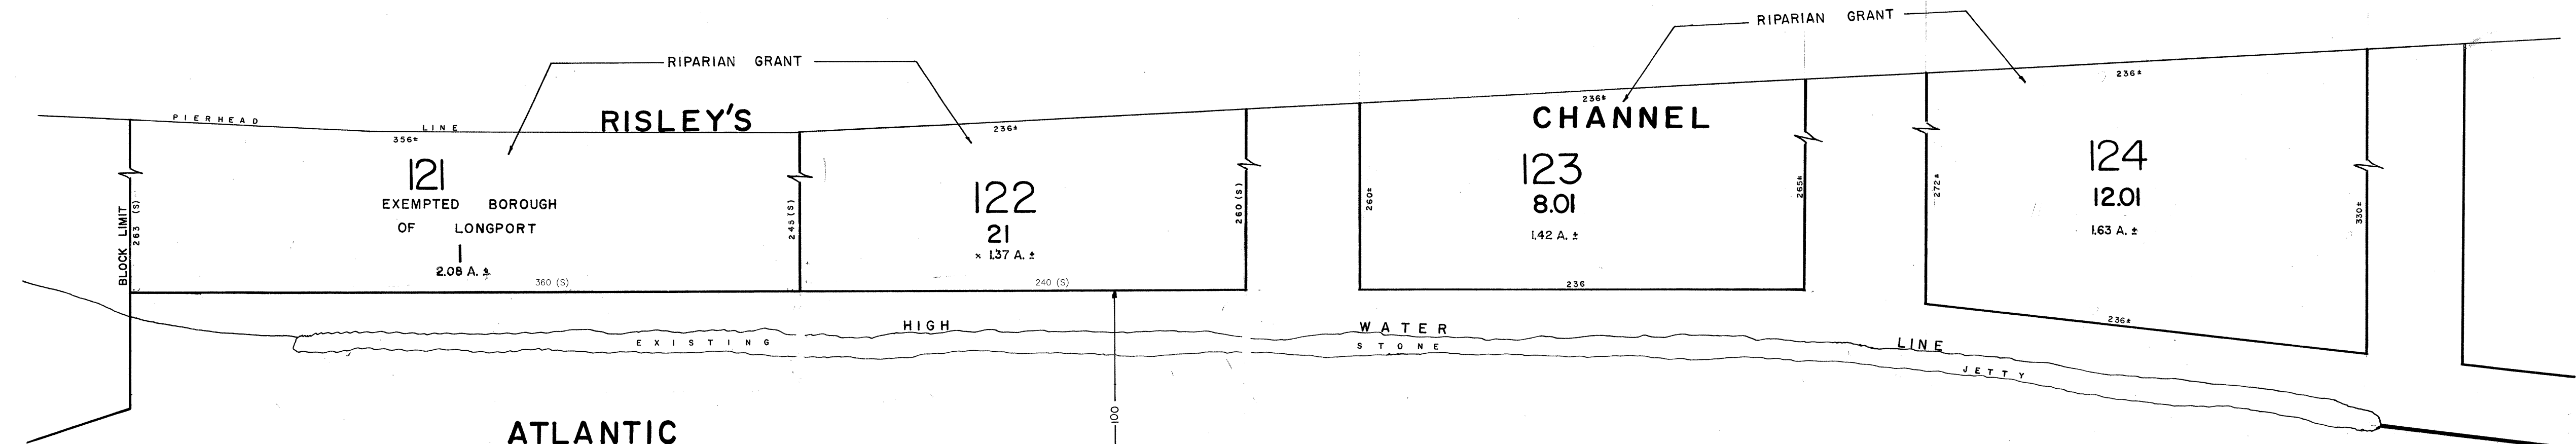 RIPARIAN GRANT
RIPARIAN GRANT
PIERHEAD LINE
RISLEY'S
CHANNEL
356±
236±
236±
236±
121
EXEMPTED BOROUGH
OF LONGPORT
1
2.08 A. ±
BLOCK LIMIT
263 (S)
245 (S)
360 (S)
122
21
× 1.37 A. ±
260 (S)
240 (S)
123
8.01
1.42 A. ±
260±
265±
236
124
12.01
1.63 A. ±
272±
330±
236±
HIGH WATER LINE
EXISTING STONE JETTY
100
ATLANTIC